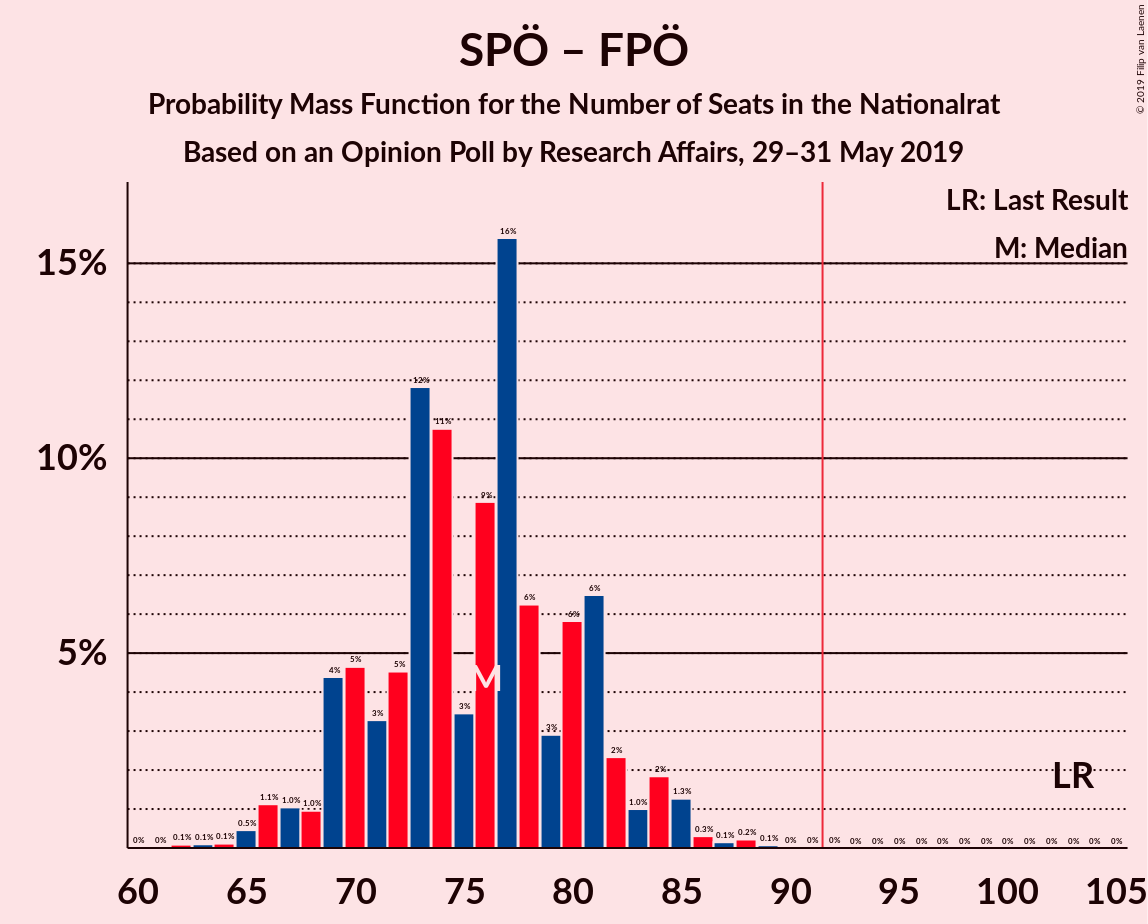 SPÖ – FPÖ
Probability Mass Function for the Number of Seats in the Nationalrat
Based on an Opinion Poll by Research Affairs, 29–31 May 2019
© 2019 Filip van Laenen
LR: Last Result
M: Median
15%
10%
5%
0% 0% 0.1% 0.1% 0.1% 0.5% 1.1% 1.0% 1.0% 4% 5% 3% 5% 12% 11% 3% 9% 16% 6% 3% 6% 6% 2% 1.0% 2% 1.3% 0.3% 0.1% 0.2% 0.1% 0% 0% 0% 0% 0% 0% 0% 0% 0% 0% 0% 0% 0% 0% 0% 0%
M
LR
60 65 70 75 80 85 90 95 100 105